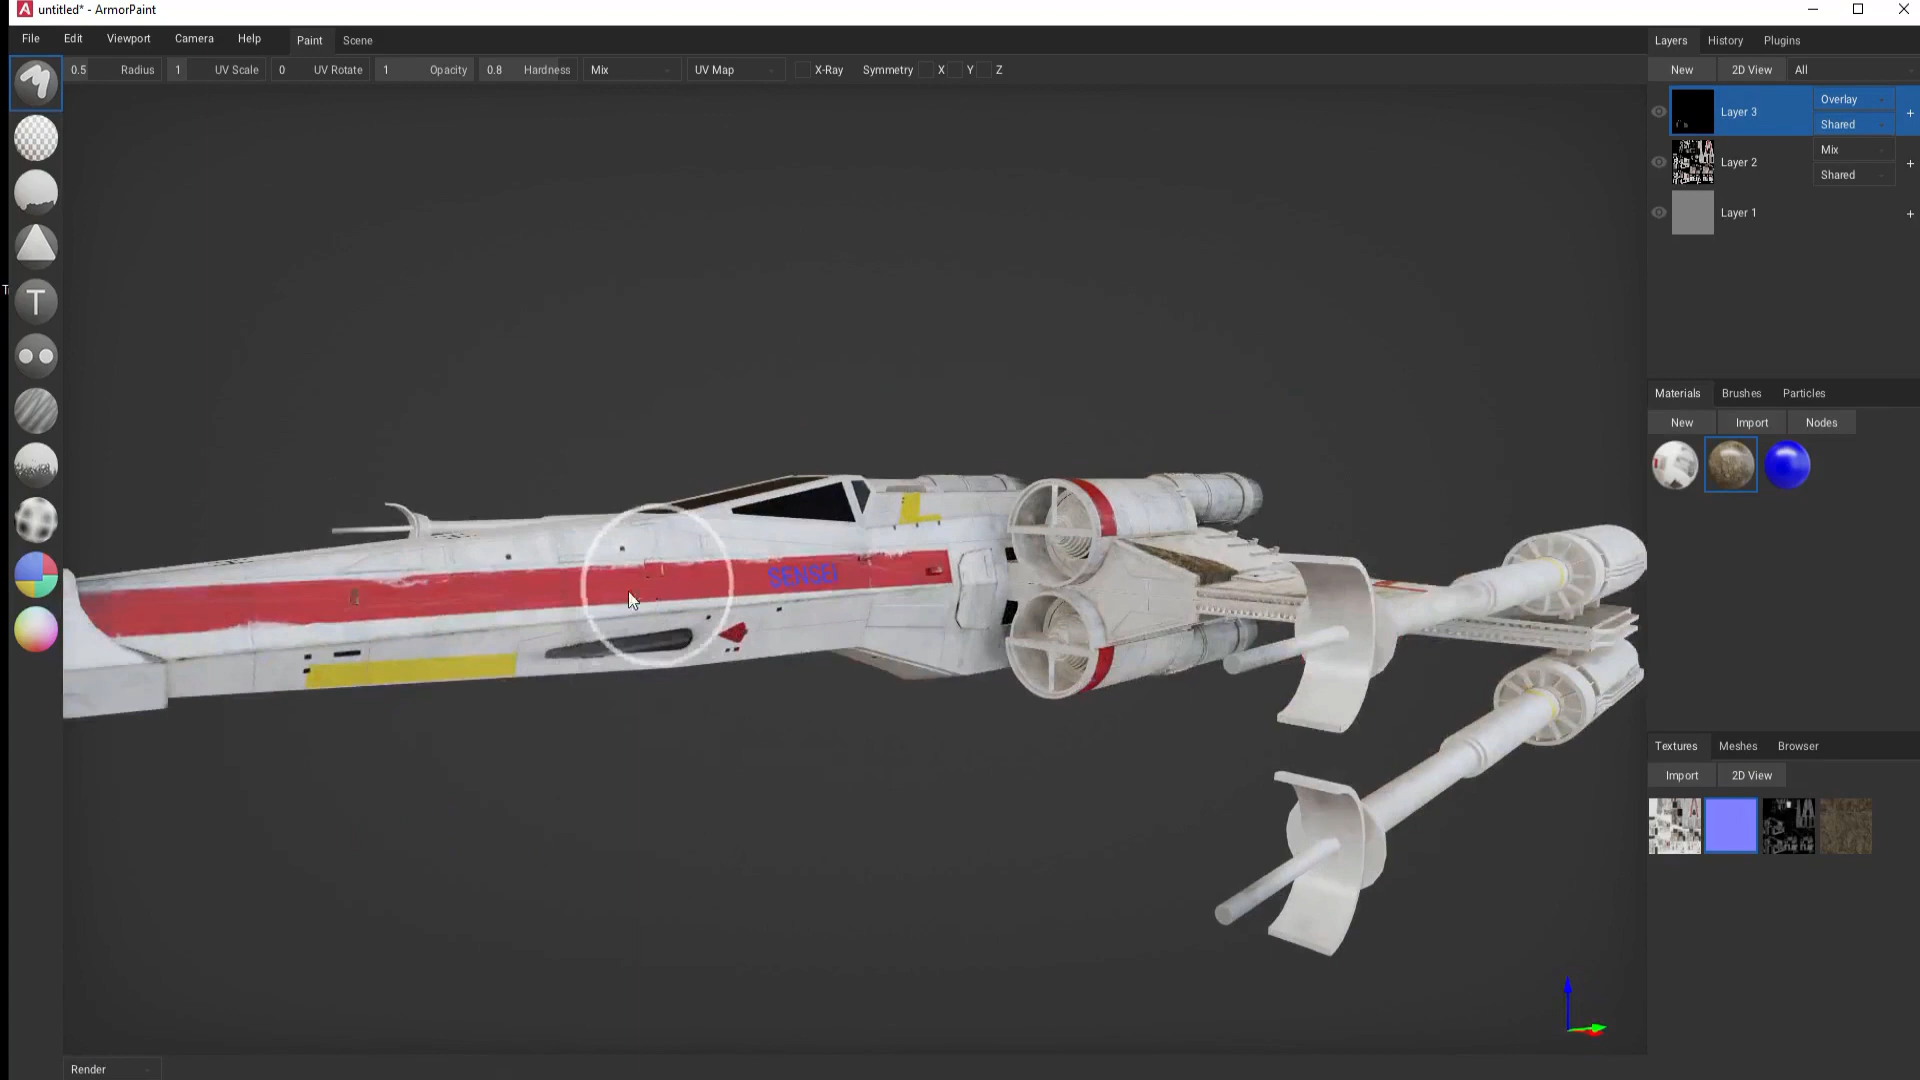 untitled* - ArmorPaint
File Edit Viewport Camera Help Paint Scene
0.5 Radius 1 UV Scale 0 UV Rotate 1 Opacity 0.8 Hardness Mix UV Map X-Ray Symmetry X Y Z
T
SENSEI
Render
Layers History Plugins
New 2D View All
Layer 3 Overlay
Shared
Layer 2 Mix
Shared
Layer 1
Materials Brushes Particles
New Import Nodes
Textures Meshes Browser
Import 2D View